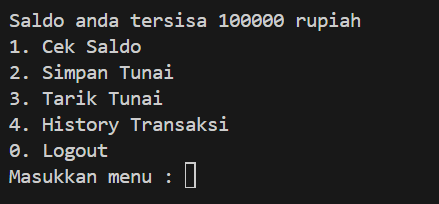 Saldo anda tersisa 100000 rupiah
1. Cek Saldo
2. Simpan Tunai
3. Tarik Tunai
4. History Transaksi
0. Logout
Masukkan menu :